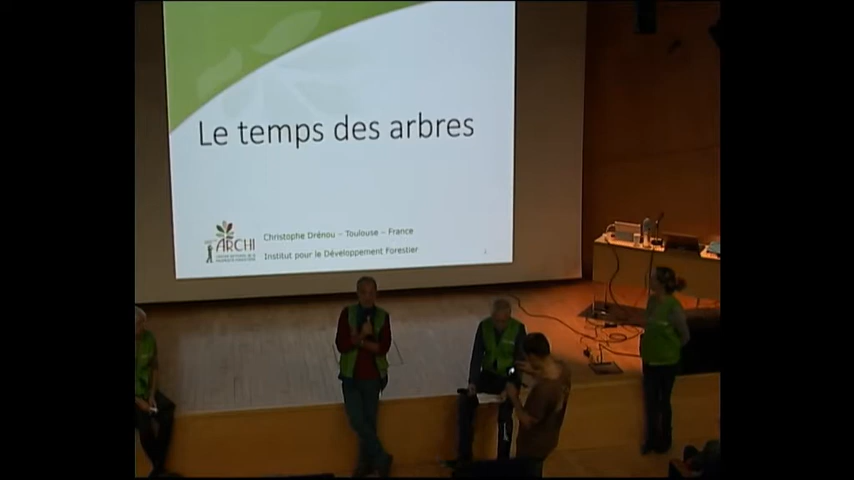 Le temps des arbres
ARCHI
Christophe Drénou – Toulouse – France
Institut pour le Développement Forestier